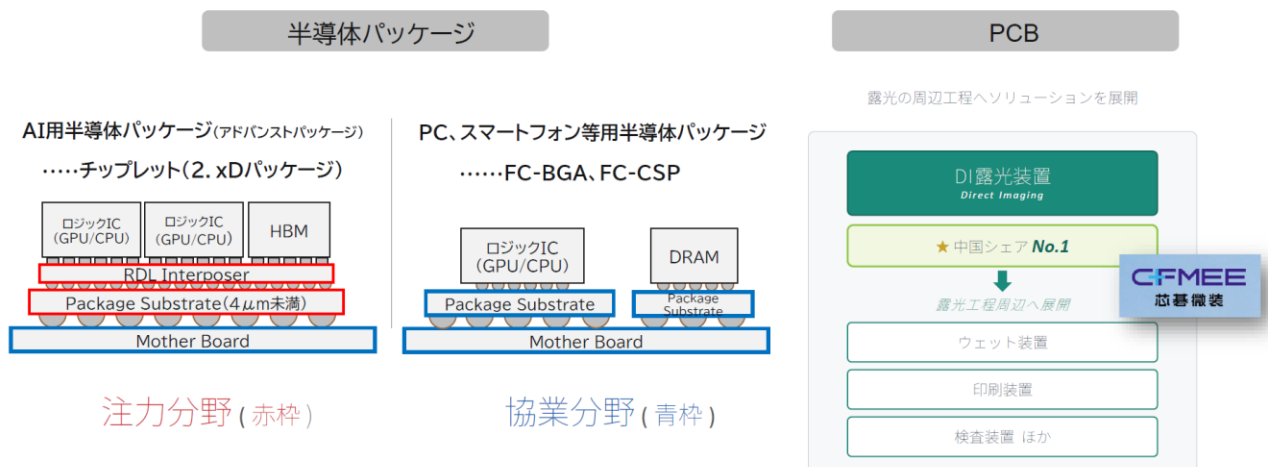 半導体パッケージ
AI用半導体パッケージ(アドバンストパッケージ)
……チップレット(2.xDパッケージ)
ロジックIC
(GPU/CPU)
ロジックIC
(GPU/CPU)
HBM
RDL Interposer
Package Substrate(4μm未満)
Mother Board
注力分野(赤枠)
PC、スマートフォン等用半導体パッケージ
……FC-BGA、FC-CSP
ロジックIC
(GPU/CPU)
DRAM
Package Substrate
Package
Substrate
Mother Board
協業分野(青枠)
PCB
露光の周辺工程へソリューションを展開
DI露光装置
Direct Imaging
★中国シェア No.1
露光工程周辺へ展開
CFMEE
芯碁微装
ウェット装置
印刷装置
検査装置 ほか